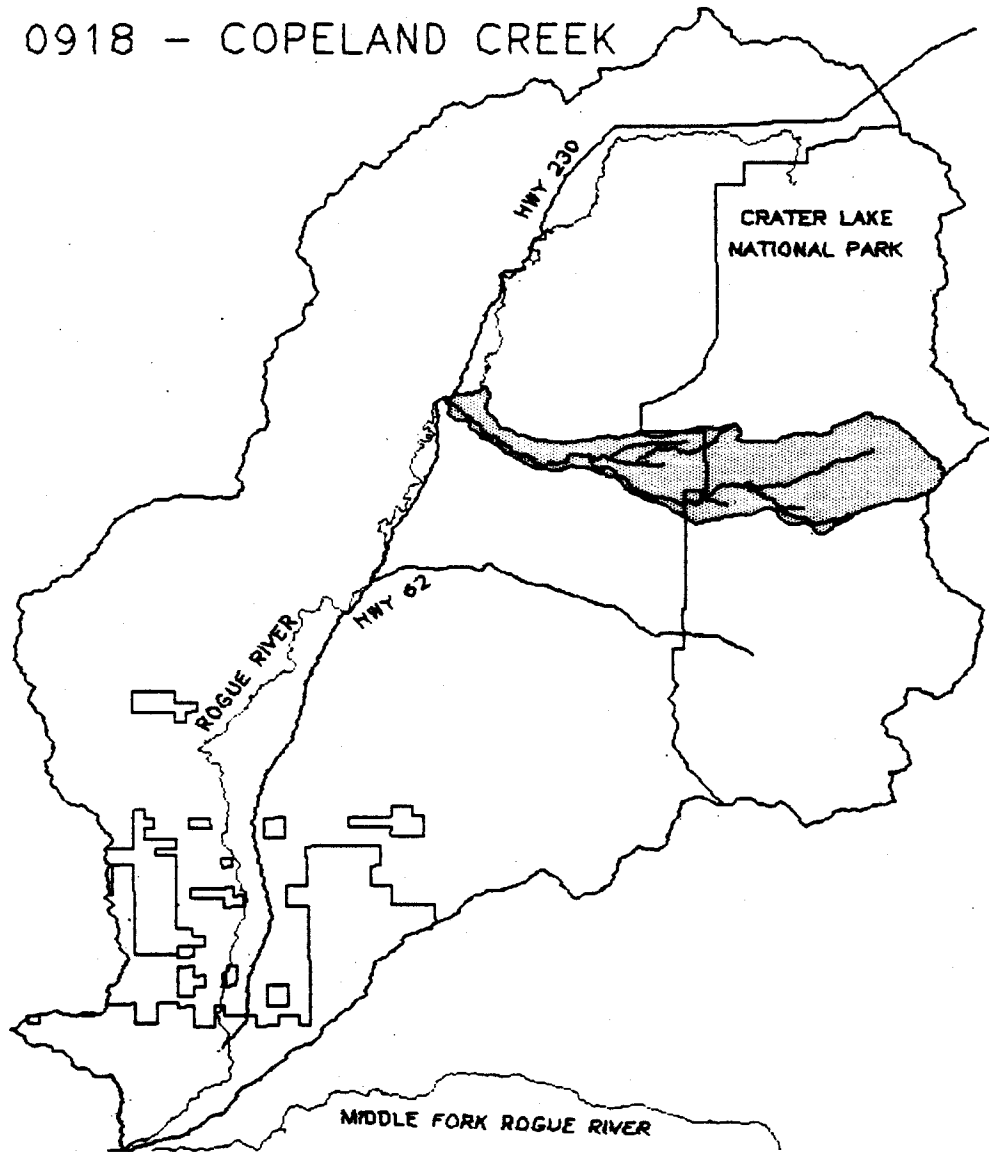 0918 - COPELAND CREEK
HWY 230
CRATER LAKE
NATIONAL PARK
HWY 62
ROGUE RIVER
MIDDLE FORK ROGUE RIVER